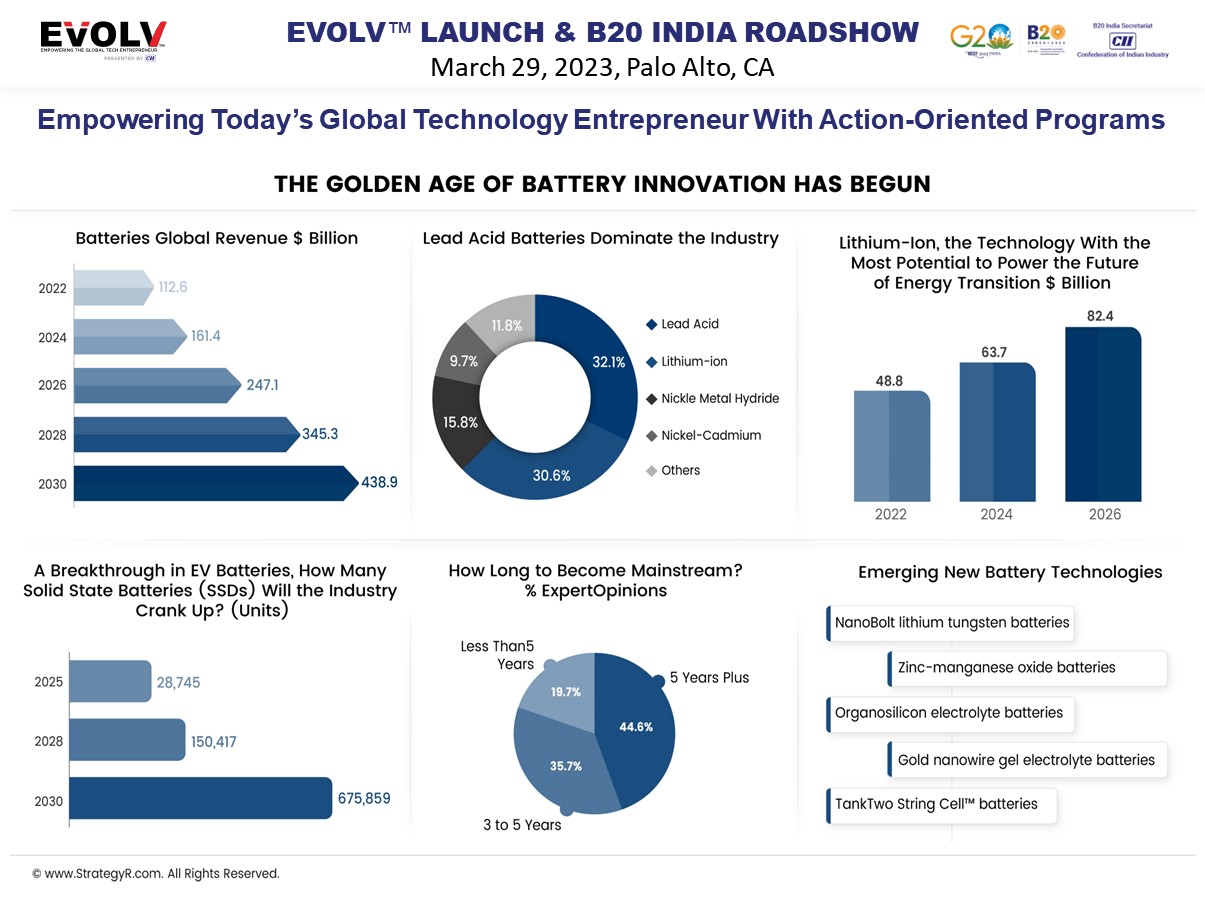 EVOLV
EMPOWERING THE GLOBAL TECH ENTREPRENEUR
PRESENTED BY CII
EVOLV™ LAUNCH & B20 INDIA ROADSHOW
March 29, 2023, Palo Alto, CA
G20
B20
B20 India Secretariat
CII
Confederation of Indian Industry
Empowering Today's Global Technology Entrepreneur With Action-Oriented Programs
THE GOLDEN AGE OF BATTERY INNOVATION HAS BEGUN
Batteries Global Revenue $ Billion
2022 112.6
2024 161.4
2026 247.1
2028 345.3
2030 438.9
Lead Acid Batteries Dominate the Industry
11.8%
32.1%
9.7%
15.8%
30.6%
Lead Acid
Lithium-ion
Nickle Metal Hydride
Nickel-Cadmium
Others
Lithium-Ion, the Technology With the
Most Potential to Power the Future
of Energy Transition $ Billion
48.8
63.7
82.4
2022
2024
2026
A Breakthrough in EV Batteries, How Many
Solid State Batteries (SSDs) Will the Industry
Crank Up? (Units)
2025 28,745
2028 150,417
2030 675,859
How Long to Become Mainstream?
% ExpertOpinions
Less Than5
Years
5 Years Plus
19.7%
44.6%
35.7%
3 to 5 Years
Emerging New Battery Technologies
NanoBolt lithium tungsten batteries
Zinc-manganese oxide batteries
Organosilicon electrolyte batteries
Gold nanowire gel electrolyte batteries
TankTwo String Cell™ batteries
© www.StrategyR.com. All Rights Reserved.